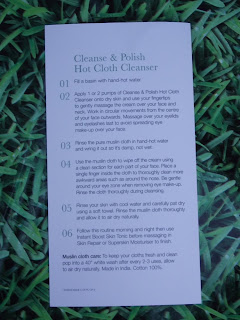 Cleanse & Polish
Hot Cloth Cleanser
01 Fill a basin with hand-hot water.
02 Apply 1 or 2 pumps of Cleanse & Polish Hot Cloth
Cleanser onto dry skin and use your fingertips
to gently massage the cream over your face and
neck. Work in circular movements from the centre
of your face outwards. Massage over your eyelids
and eyelashes last to avoid spreading eye
make-up over your face.
03 Rinse the pure muslin cloth in hand-hot water
and wring it out so it's damp, not wet.
04 Use the muslin cloth to wipe off the cream using
a clean section for each part of your face. Place a
single finger inside the cloth to thoroughly clean more
awkward areas such as around the nose. Be gentle
around your eye zone when removing eye make-up.
Rinse the cloth thoroughly during cleansing.
05 Rinse your skin with cool water and carefully pat dry
using a soft towel. Rinse the muslin cloth thoroughly
and allow it to air dry naturally.
06 Follow this routine morning and night then use
Instant Boost Skin Tonic before massaging in
Skin Repair or Superskin Moisturiser to finish.
Muslin cloth care: To keep your cloths fresh and clean
pop into a 40° white wash after every 2-3 uses, allow
to air dry naturally. Made in India. Cotton 100%.